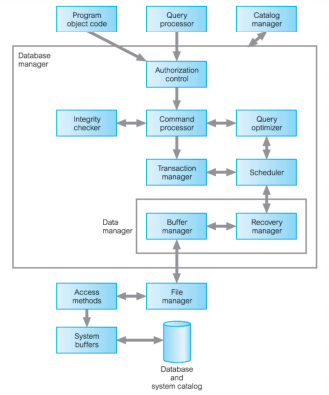 Program
object code
Query
processor
Catalog
manager
Database
manager
Authorization
control
Integrity
checker
Command
processor
Query
optimizer
Transaction
manager
Scheduler
Data
manager
Buffer
manager
Recovery
manager
Access
methods
File
manager
System
buffers
Database
and
system catalog